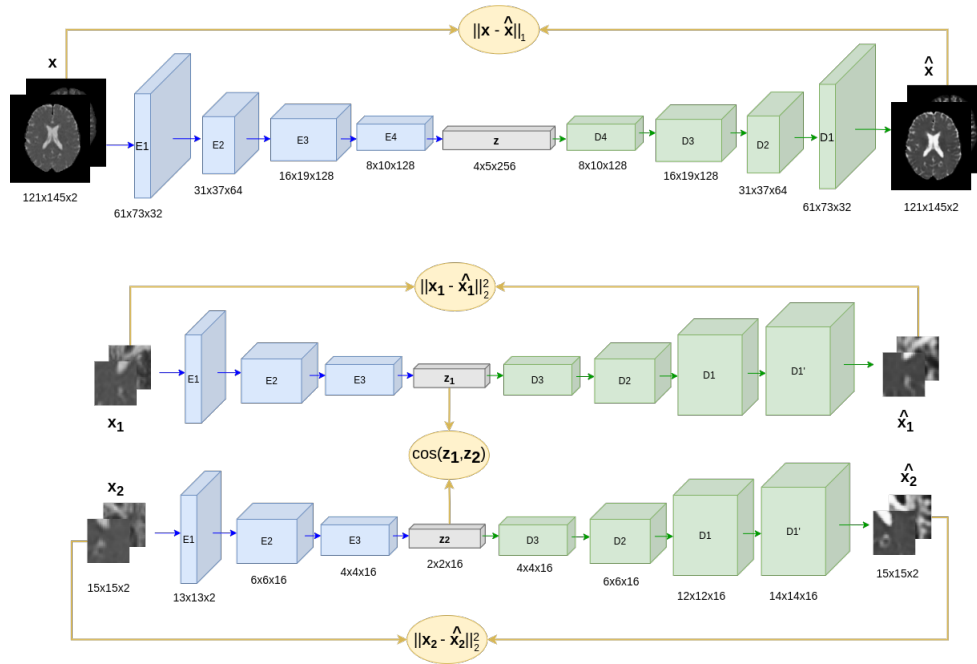 ||x - x̂||₁
x
x̂
E1
E2
E3
E4
z
D4
D3
D2
D1
121x145x2
61x73x32
31x37x64
16x19x128
8x10x128
4x5x256
8x10x128
16x19x128
31x37x64
61x73x32
121x145x2
||x₁ - x̂₁||₂²
E1
E2
E3
z₁
D3
D2
D1
D1'
x₁
x̂₁
cos(z₁,z₂)
x₂
x̂₂
E1
E2
E3
z₂
D3
D2
D1
D1'
15x15x2
13x13x2
6x6x16
4x4x16
2x2x16
4x4x16
6x6x16
12x12x16
14x14x16
15x15x2
||x₂ - x̂₂||₂²